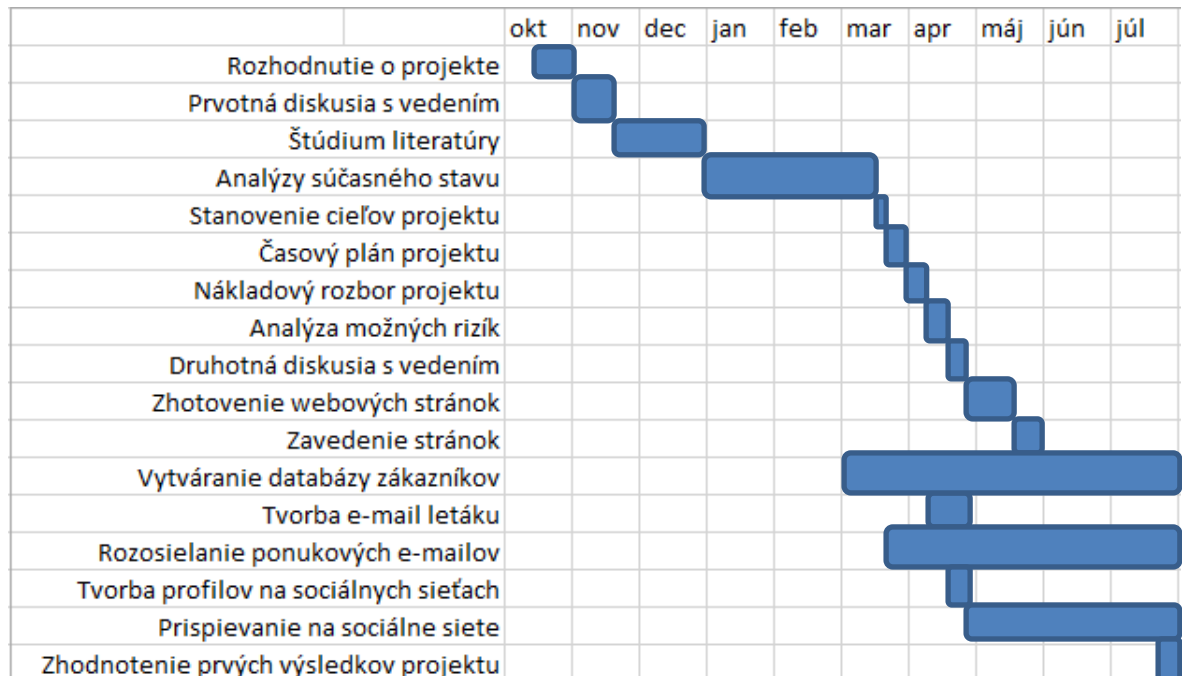 okt nov dec jan feb mar apr máj jún júl
Rozhodnutie o projekte
Prvotná diskusia s vedením
Štúdium literatúry
Analýzy súčasného stavu
Stanovenie cieľov projektu
Časový plán projektu
Nákladový rozbor projektu
Analýza možných rizík
Druhotná diskusia s vedením
Zhotovenie webových stránok
Zavedenie stránok
Vytváranie databázy zákazníkov
Tvorba e-mail letáku
Rozosielanie ponukových e-mailov
Tvorba profilov na sociálnych sieťach
Prispievanie na sociálne siete
Zhodnotenie prvých výsledkov projektu